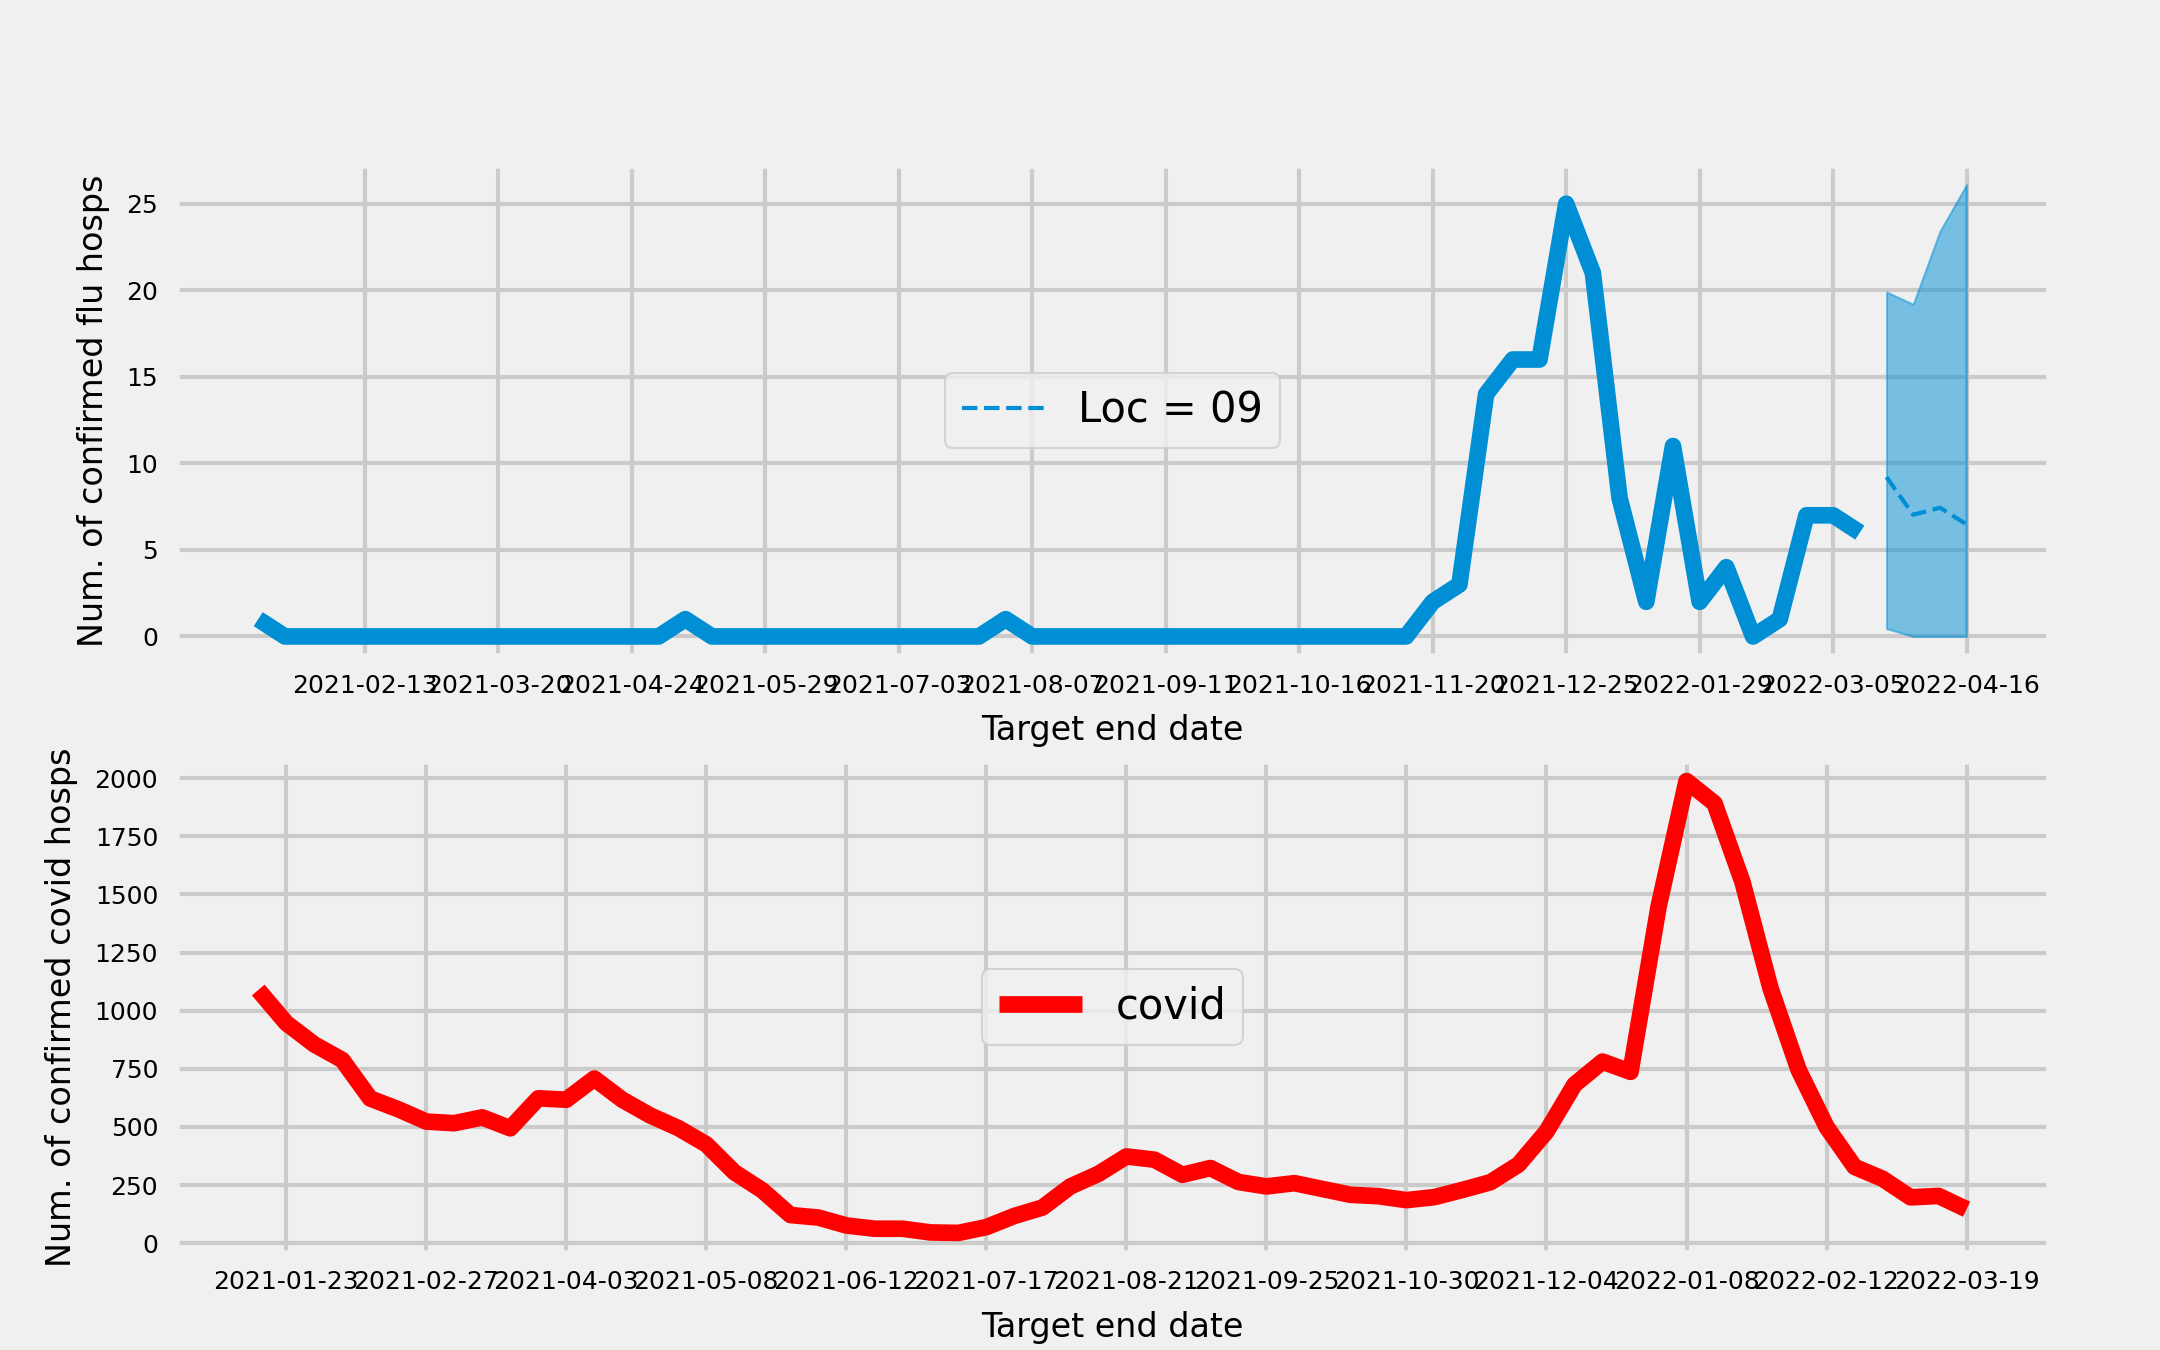 Num. of confirmed flu hosps
25
20
15
10
5
0
Loc = 09
2021-02-13 2021-03-20 2021-04-24 2021-05-29 2021-07-03 2021-08-07 2021-09-11 2021-10-16 2021-11-20 2021-12-25 2022-01-29 2022-03-05 2022-04-16
Target end date
Num. of confirmed covid hosps
2000
1750
1500
1250
1000
750
500
250
0
covid
2021-01-23 2021-02-27 2021-04-03 2021-05-08 2021-06-12 2021-07-17 2021-08-21 2021-09-25 2021-10-30 2021-12-04 2022-01-08 2022-02-12 2022-03-19
Target end date